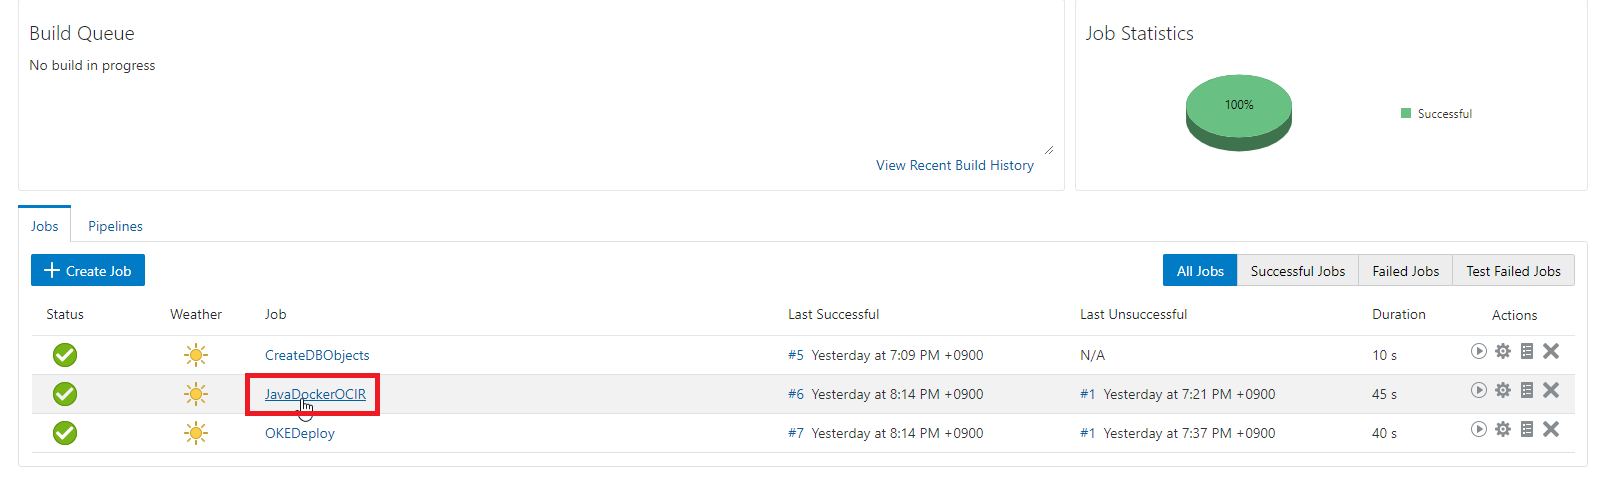 Build Queue
No build in progress
View Recent Build History
Job Statistics
100%
Successful
Jobs Pipelines
Create Job
All Jobs Successful Jobs Failed Jobs Test Failed Jobs
Status Weather Job Last Successful Last Unsuccessful Duration Actions
CreateDBObjects #5 Yesterday at 7:09 PM +0900 N/A 10 s
JavaDockerOCIR #6 Yesterday at 8:14 PM +0900 #1 Yesterday at 7:21 PM +0900 45 s
OKEDeploy #7 Yesterday at 8:14 PM +0900 #1 Yesterday at 7:37 PM +0900 40 s